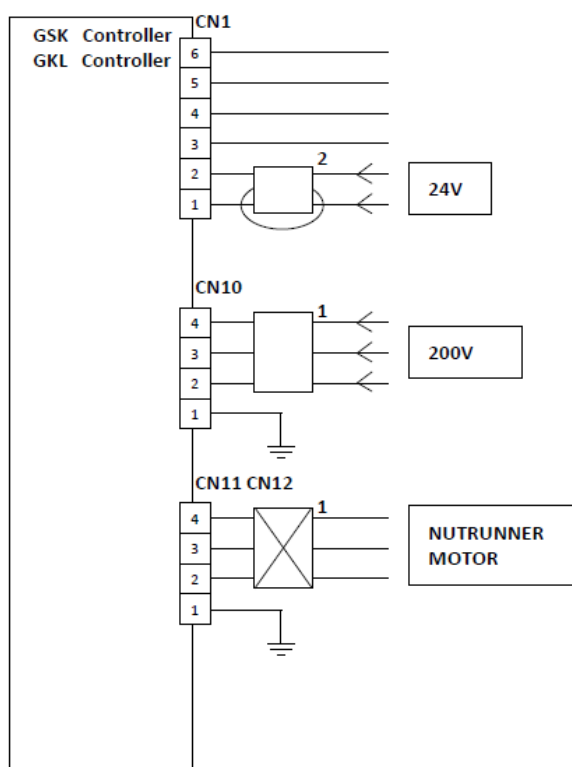 CN1
GSK Controller
GKL Controller
6
5
4
3
2
2
1
24V
CN10
4
1
3
2
1
200V
CN11 CN12
4
1
3
2
1
NUTRUNNER
MOTOR